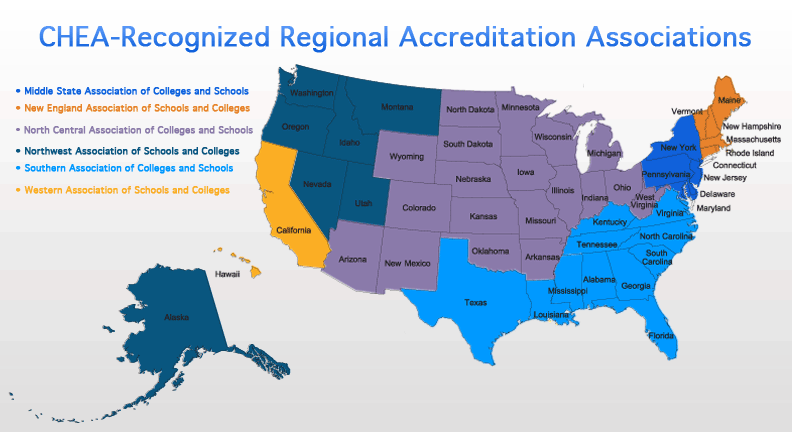 CHEA-Recognized Regional Accreditation Associations
• Middle State Association of Colleges and Schools
• New England Association of Schools and Colleges
• North Central Association of Colleges and Schools
• Northwest Association of Schools and Colleges
• Southern Association of Colleges and Schools
• Western Association of Schools and Colleges
Washington
Oregon
Montana
Idaho
Nevada
Utah
California
Hawaii
Alaska
North Dakota
South Dakota
Minnesota
Wisconsin
Michigan
Wyoming
Nebraska
Iowa
Illinois
Indiana
Ohio
West
Virginia
Colorado
Kansas
Missouri
Arizona
New Mexico
Oklahoma
Arkansas
Texas
Louisiana
Mississippi
Alabama
Georgia
Florida
Tennessee
Kentucky
Virginia
North Carolina
South
Carolina
New York
Pennsylvania
Vermont
Maine
New Hampshire
Massachusetts
Rhode Island
Connecticut
New Jersey
Delaware
Maryland